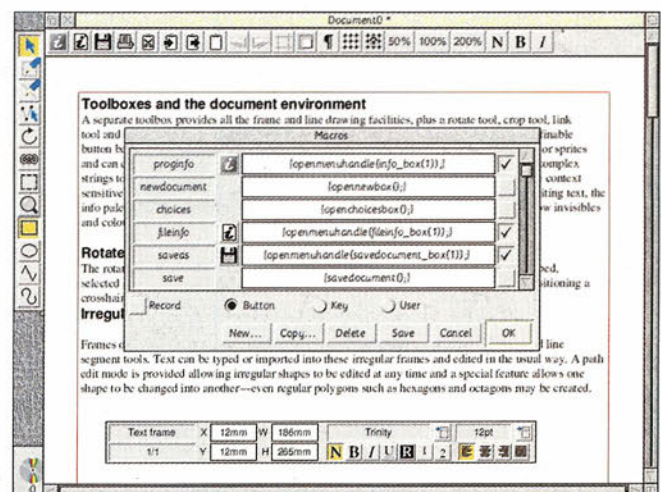 Document0 *
50% 100% 200% N B I
Toolboxes and the document environment
A separate toolbox provides all the frame and line drawing facilities, plus a rotate tool, crop tool, link
tool and
finable
button b
or sprites
and can
complex
strings to
context
sensitive
iting text, the
info pale
w invisibles
and colo
Macros
proginfo {openmenuhandle(info_box(1));}
newdocument {opennewbox();}
choices {openchoicesbox();}
fileinfo {openmenuhandle(fileinfo_box(1));}
saveas {openmenuhandle(savedocument_box(1));}
save {savedocument();}
Record Button Key User
New... Copy... Delete Save Cancel OK
Rotate
The rota
bed,
selected
sitioning a
crosshair
Irregul
Frames
d line
segment tools. Text can be typed or imported into these irregular frames and edited in the usual way. A path
edit mode is provided allowing irregular shapes to be edited at any time and a special feature allows one
shape to be changed into another—even regular polygons such as hexagons and octagons may be created.
Text frame X 12mm W 186mm Trinity 12pt
1/1 Y 12mm H 265mm N B I U R 1 2